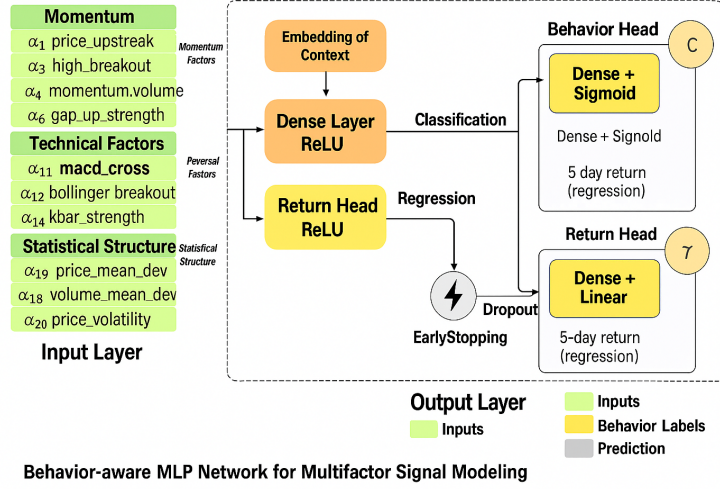 Momentum
α1 price_upstreak
α3 high_breakout
α4 momentum.volume
α6 gap_up_strength
Technical Factors
α11 macd_cross
α12 bollinger breakout
α14 kbar_strength
Statistical Structure
α19 price_mean_dev
α18 volume_mean_dev
α20 price_volatility
Input Layer
Momentum
Factors
Peversal
Factors
Statisfical
Structure
Embedding of
Context
Dense Layer
ReLU
Return Head
ReLU
Classification
Regression
EarlyStopping
Dropout
Behavior Head
C
Dense +
Sigmoid
Dense + Signold
5 day return
(regression)
Return Head
γ
Dense +
Linear
5-day return
(regression)
Output Layer
Inputs
Inputs
Behavior Labels
Prediction
Behavior-aware MLP Network for Multifactor Signal Modeling